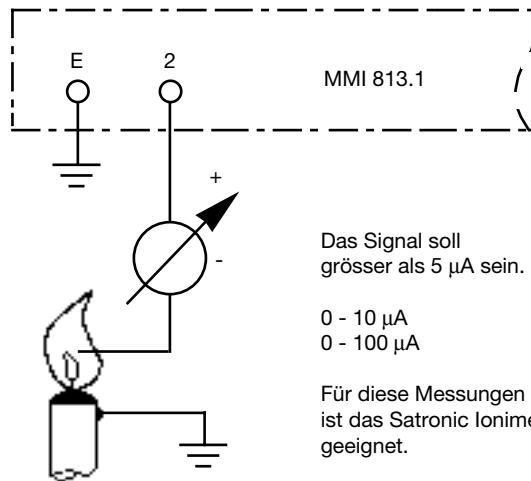 E
2
MMI 813.1
+
-
Das Signal soll
grösser als 5 µA sein.
0 - 10 µA
0 - 100 µA
Für diese Messungen
ist das Satronic
geeignet.